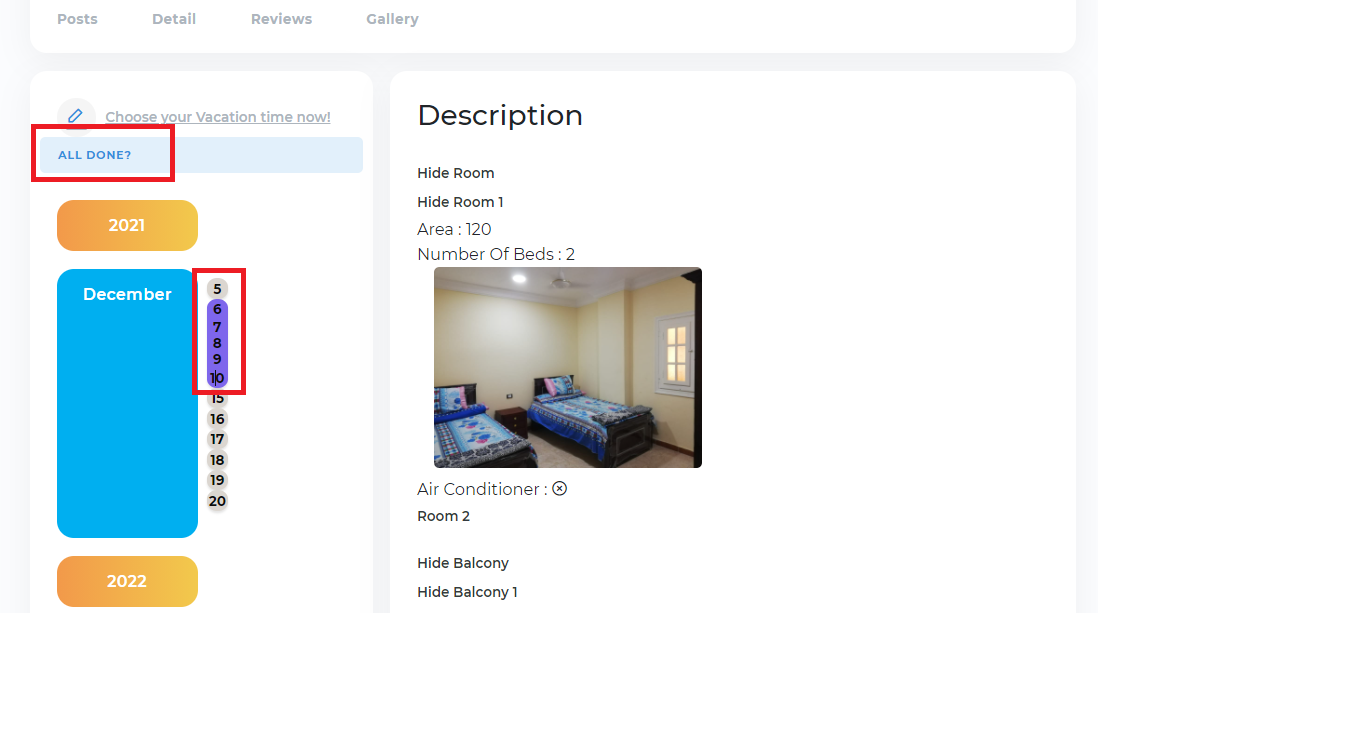 Posts Detail Reviews Gallery
Choose your Vacation time now!
ALL DONE?
2021
December
5
6
7
8
9
10
15
16
17
18
19
20
2022
Description
Hide Room
Hide Room 1
Area : 120
Number Of Beds : 2
Air Conditioner :
Room 2
Hide Balcony
Hide Balcony 1